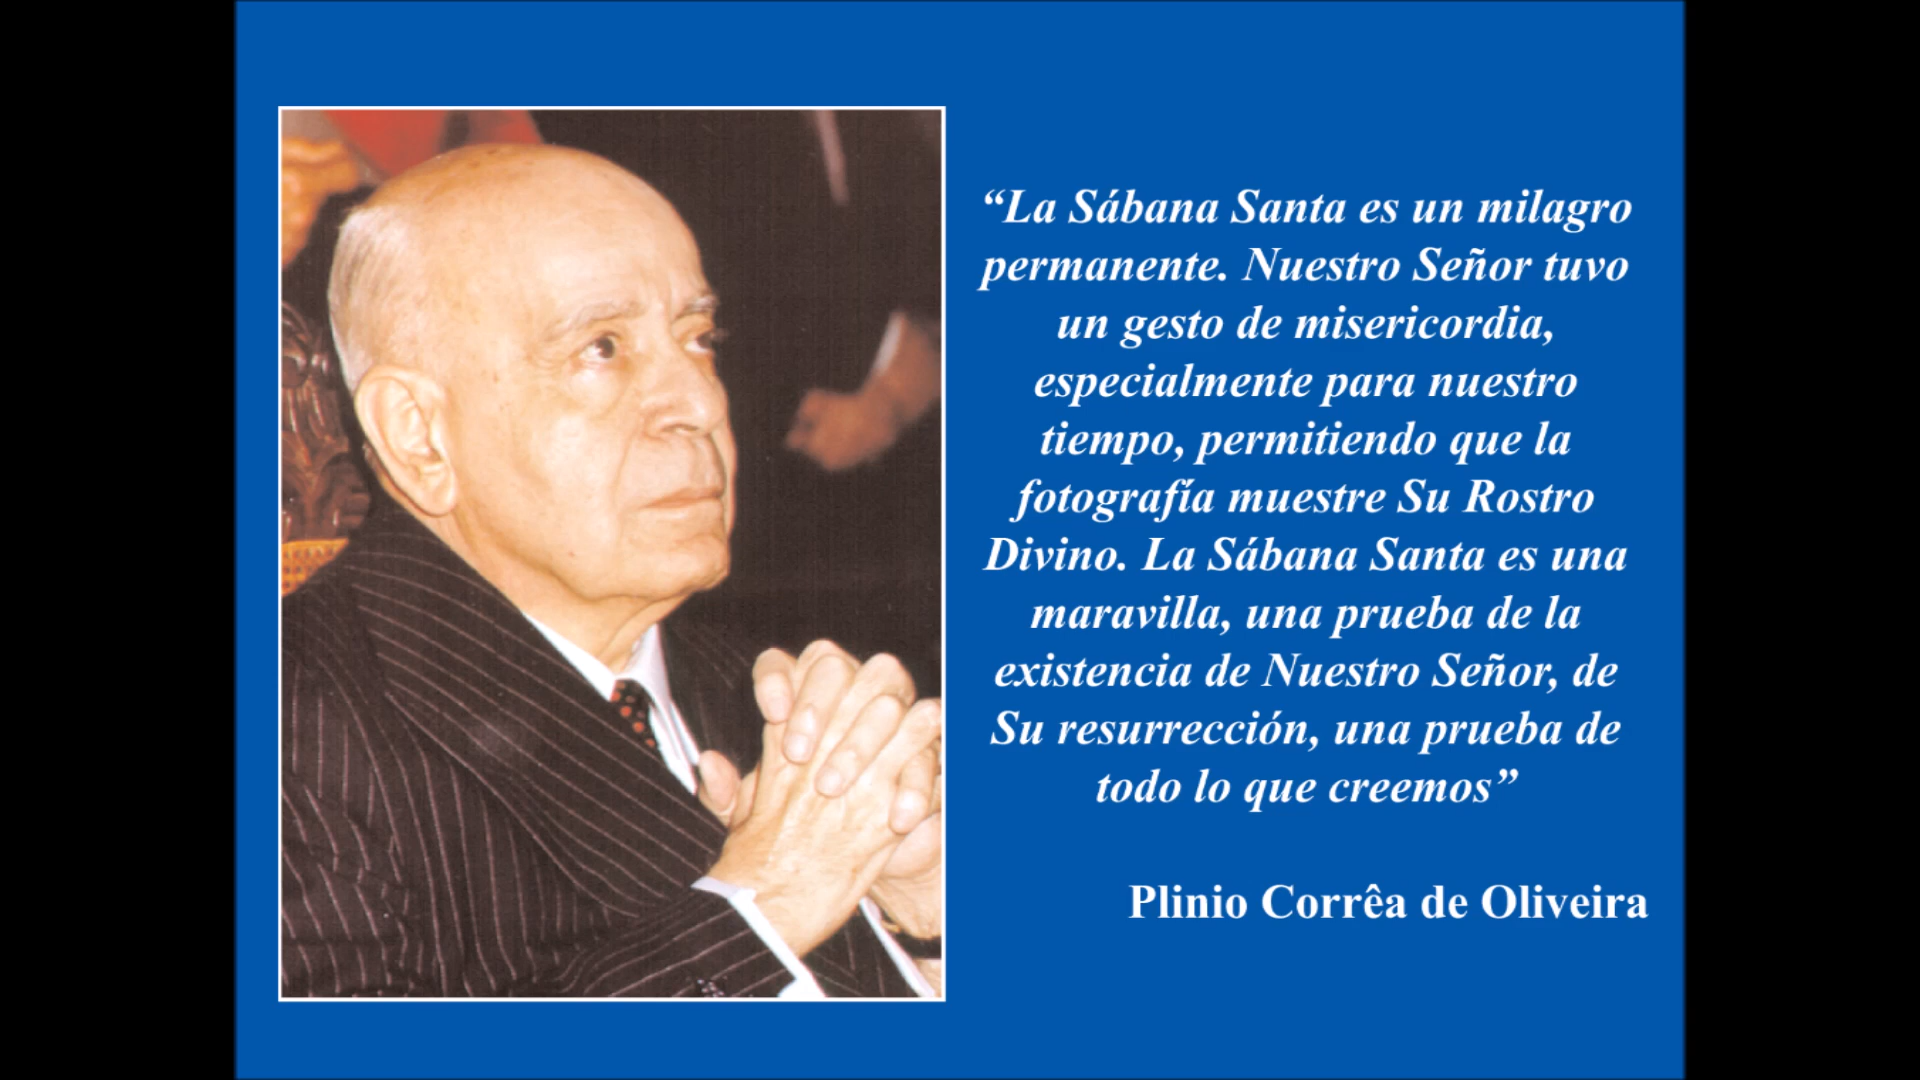 “La Sábana Santa es un milagro
permanente. Nuestro Señor tuvo
un gesto de misericordia,
especialmente para nuestro
tiempo, permitiendo que la
fotografía muestre Su Rostro
Divino. La Sábana Santa es una
maravilla, una prueba de la
existencia de Nuestro Señor, de
Su resurrección, una prueba de
todo lo que creemos”
Plinio Corrêa de Oliveira